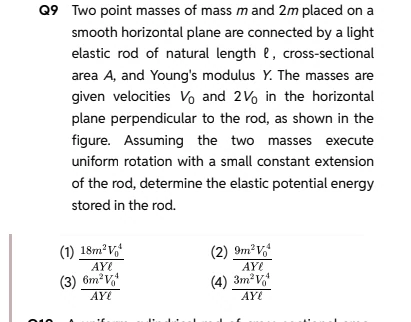 Q9 Two point masses of mass m and 2m placed on a
smooth horizontal plane are connected by a light
elastic rod of natural length ℓ, cross-sectional
area A, and Young's modulus Y. The masses are
given velocities V₀ and 2V₀ in the horizontal
plane perpendicular to the rod, as shown in the
figure. Assuming the two masses execute
uniform rotation with a small constant extension
of the rod, determine the elastic potential energy
stored in the rod.
(1) 18m²V₀⁴/AYℓ (2) 9m²V₀⁴/AYℓ
(3) 6m²V₀⁴/AYℓ (4) 3m²V₀⁴/AYℓ